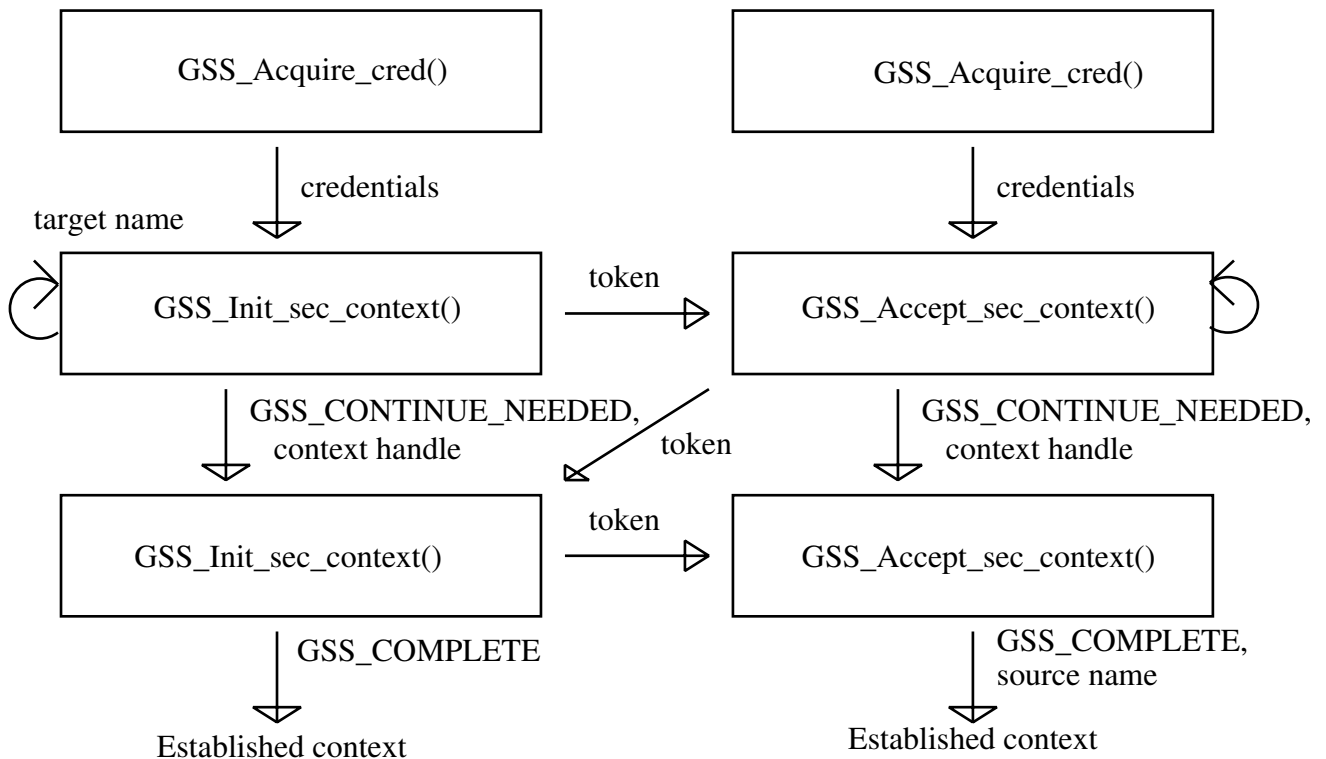 GSS_Acquire_cred()
GSS_Acquire_cred()
credentials
credentials
target name
GSS_Init_sec_context()
token
GSS_Accept_sec_context()
GSS_CONTINUE_NEEDED,
context handle
token
GSS_CONTINUE_NEEDED,
context handle
GSS_Init_sec_context()
token
GSS_Accept_sec_context()
GSS_COMPLETE
GSS_COMPLETE,
source name
Established context
Established context